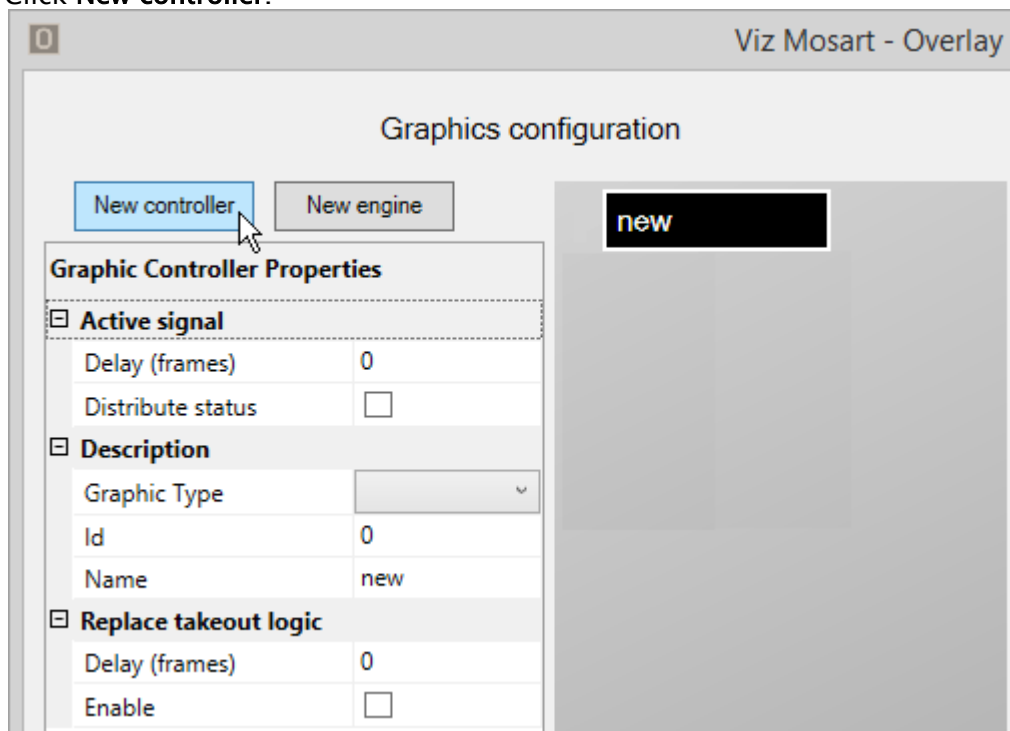 Click New controller.
Viz Mosart - Overlay
Graphics configuration
New controller New engine
new
Graphic Controller Properties
Active signal
Delay (frames) 0
Distribute status
Description
Graphic Type
Id 0
Name new
Replace takeout logic
Delay (frames) 0
Enable